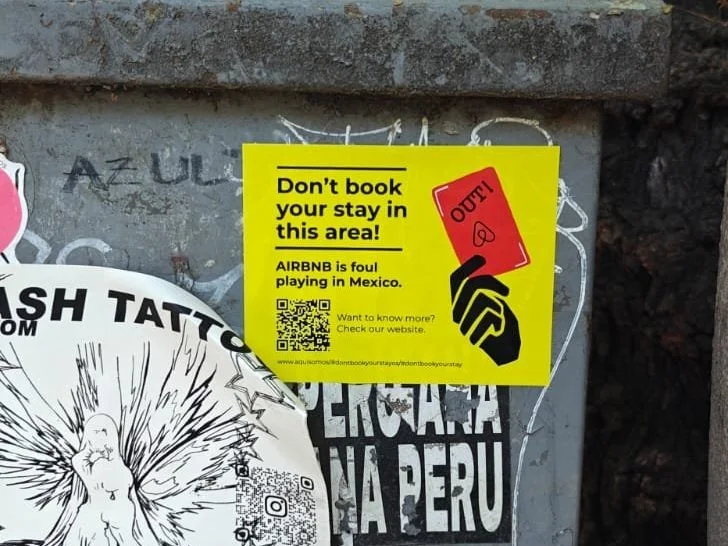 AZUL
Don't book
your stay in
this area!
OUT!
AIRBNB is foul
playing in Mexico.
Want to know more?
Check our website.
ASH TATTO
OM
PERUANA
NA PERU